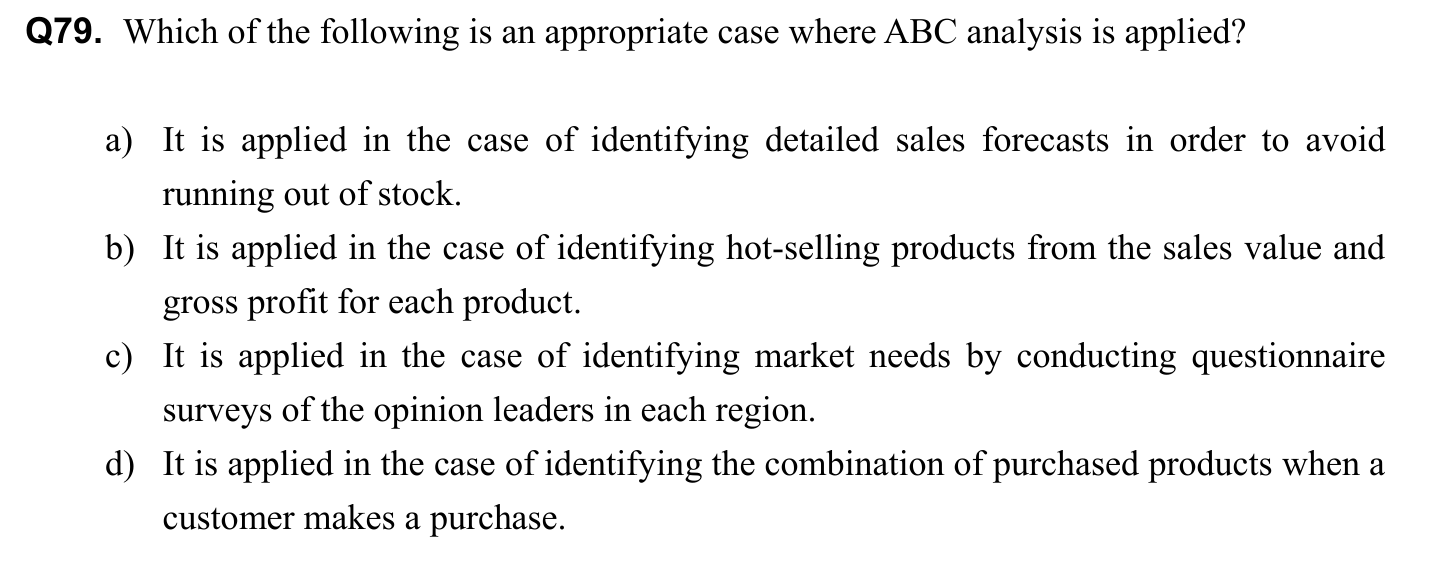 Q79. Which of the following is an appropriate case where ABC analysis is applied?
a) It is applied in the case of identifying detailed sales forecasts in order to avoid
running out of stock.
b) It is applied in the case of identifying hot-selling products from the sales value and
gross profit for each product.
c) It is applied in the case of identifying market needs by conducting questionnaire
surveys of the opinion leaders in each region.
d) It is applied in the case of identifying the combination of purchased products when a
customer makes a purchase.